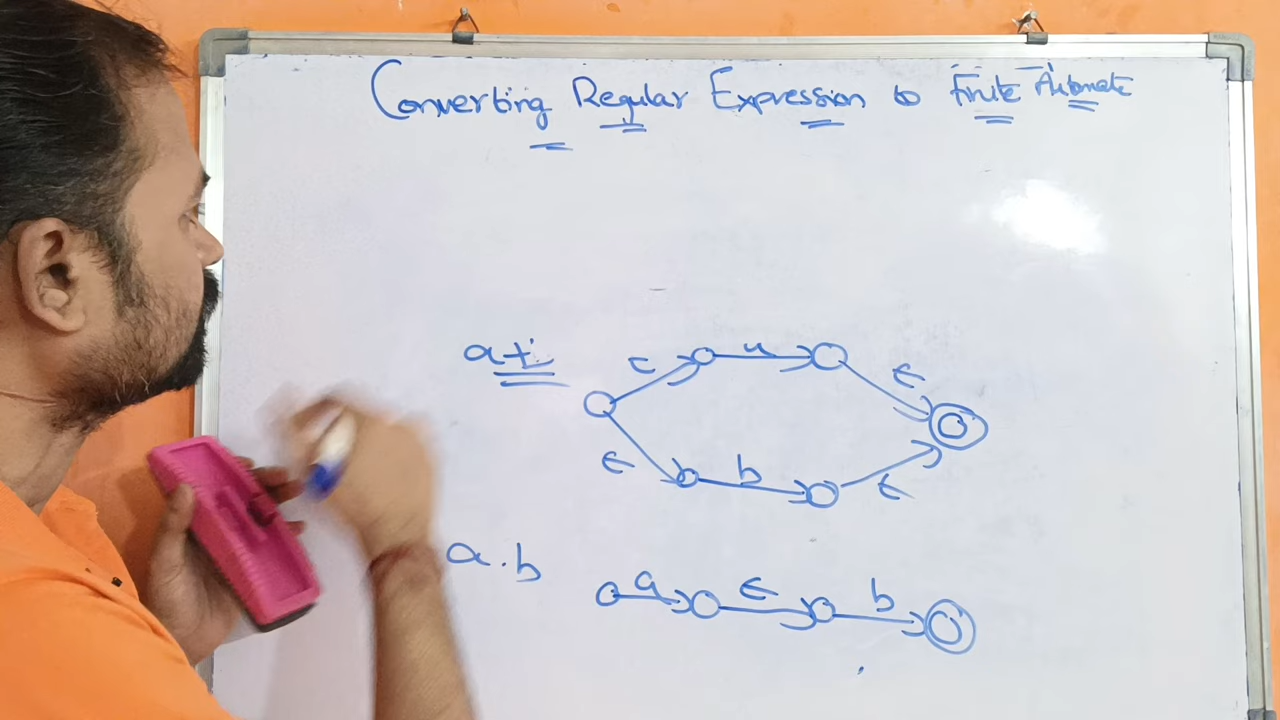 Converting Regular Expression to Finite Automata
a+b
ε a ε
ε b ε
a.b
a ε b